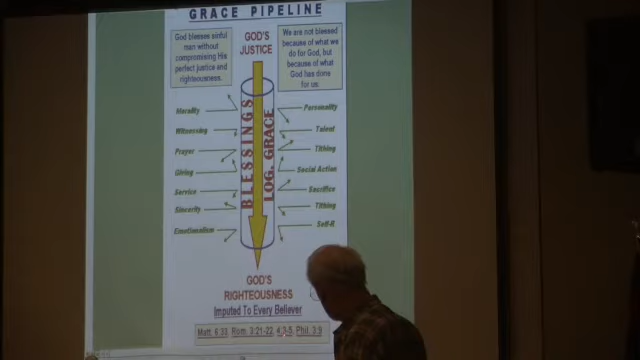 GRACE PIPELINE
God blesses sinful
man without
compromising His
perfect justice and
righteousness.
GOD'S
JUSTICE
We are not blessed
because of what we
do for God, but
because of what
God has done
for us.
Morality
Witnessing
Prayer
Giving
Service
Sincerity
Emotionalism
BLESSINGS
LOG. GRACE
Personality
Talent
Tithing
Social Action
Sacrifice
Tithing
Self-R
GOD'S
RIGHTEOUSNESS
Imputed To Every Believer
Matt. 6:33, Rom. 3:21-22, 4:3-5, Phil. 3:9